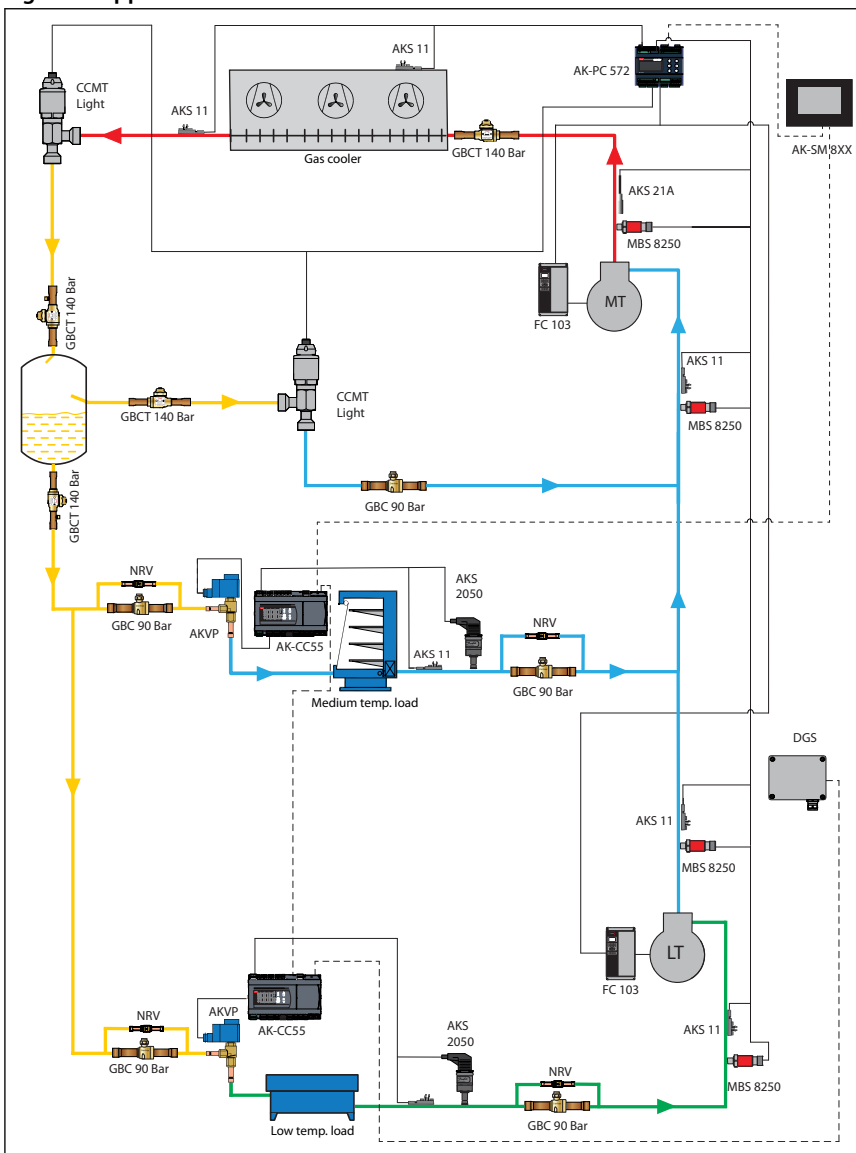 CCMT
Light
AKS 11
AKS 11
Gas cooler
GBCT 140 Bar
AK-PC 572
AK-SM 8XX
AKS 21A
MBS 8250
MT
FC 103
GBCT 140 Bar
GBCT 140 Bar
CCMT
Light
AKS 11
MBS 8250
GBCT 140 Bar
GBC 90 Bar
NRV
GBC 90 Bar
AKVP
AK-CC55
AKS
2050
AKS 11
Medium temp. load
NRV
GBC 90 Bar
DGS
AKS 11
MBS 8250
LT
FC 103
NRV
GBC 90 Bar
AKVP
AK-CC55
AKS
2050
Low temp. load
NRV
GBC 90 Bar
AKS 11
MBS 8250